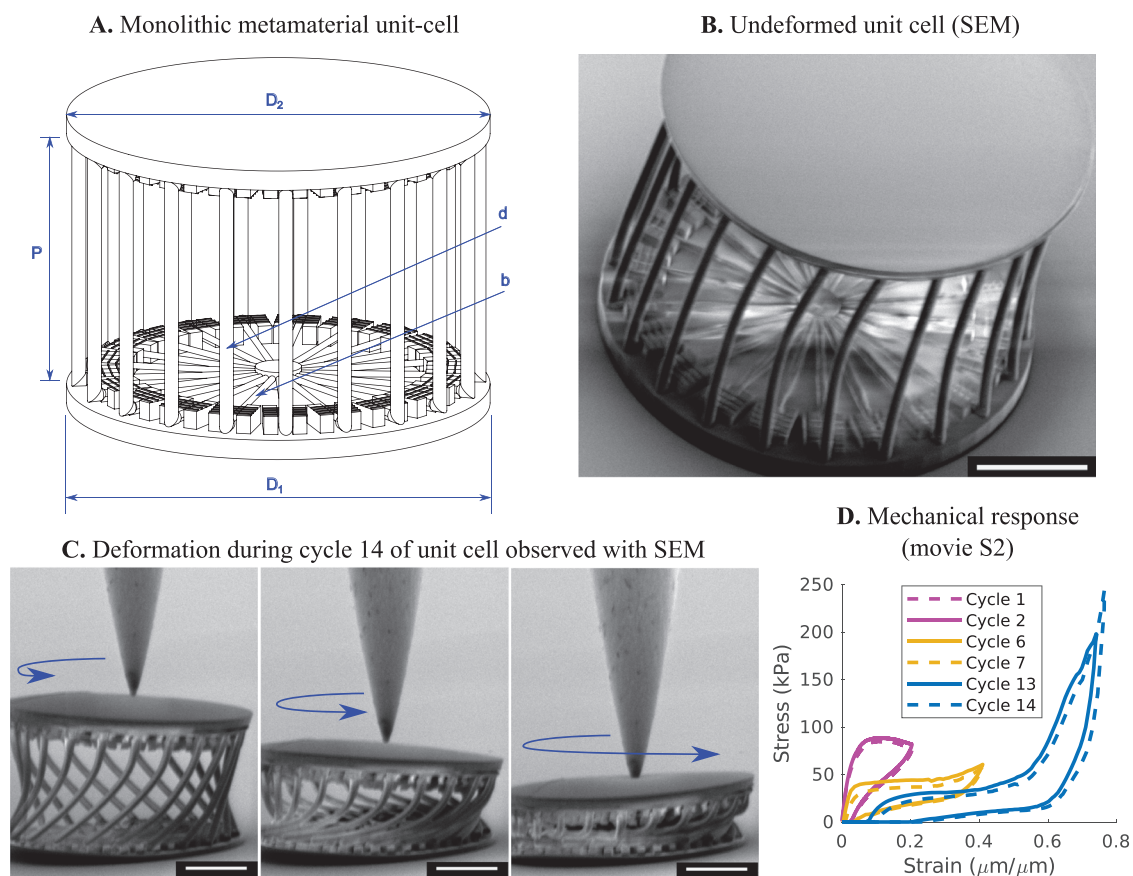 A. Monolithic metamaterial unit-cell
D₂
P
d
b
D₁
B. Undeformed unit cell (SEM)
C. Deformation during cycle 14 of unit cell observed with SEM
D. Mechanical response
(movie S2)
Stress (kPa)
250
200
150
100
50
0
Cycle 1
Cycle 2
Cycle 6
Cycle 7
Cycle 13
Cycle 14
0
0.2
0.4
0.6
0.8
Strain (μm/μm)